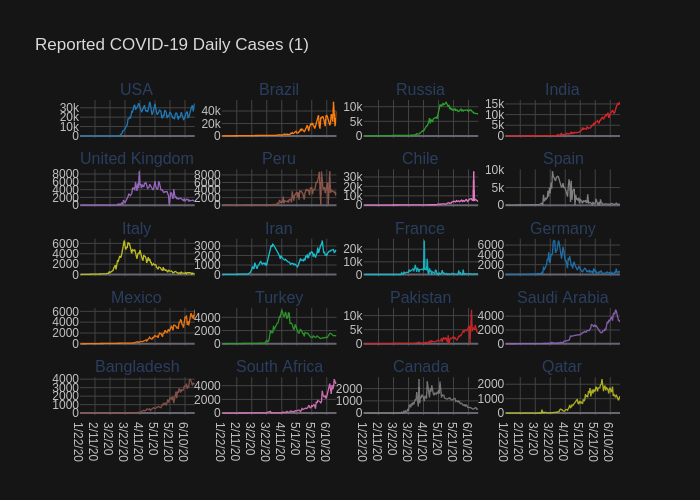 Reported COVID-19 Daily Cases (1)
USA Brazil Russia India
30k 20k 10k 0
40k 20k 0
10k 5k 0
15k 10k 5k 0
United Kingdom Peru Chile Spain
8000 6000 4000 2000 0
8000 6000 4000 2000 0
30k 20k 10k 0
10k 5k 0
Italy Iran France Germany
6000 4000 2000 0
3000 2000 1000 0
20k 10k 0
6000 4000 2000 0
Mexico Turkey Pakistan Saudi Arabia
6000 4000 2000 0
4000 2000 0
10k 5k 0
4000 2000 0
Bangladesh South Africa Canada Qatar
4000 3000 2000 1000 0
4000 2000 0
2000 1000 0
2000 1000 0
1/22/20 2/11/20 3/2/20 3/22/20 4/11/20 5/1/20 5/21/20 6/10/20
1/22/20 2/11/20 3/2/20 3/22/20 4/11/20 5/1/20 5/21/20 6/10/20
1/22/20 2/11/20 3/2/20 3/22/20 4/11/20 5/1/20 5/21/20 6/10/20
1/22/20 2/11/20 3/2/20 3/22/20 4/11/20 5/1/20 5/21/20 6/10/20